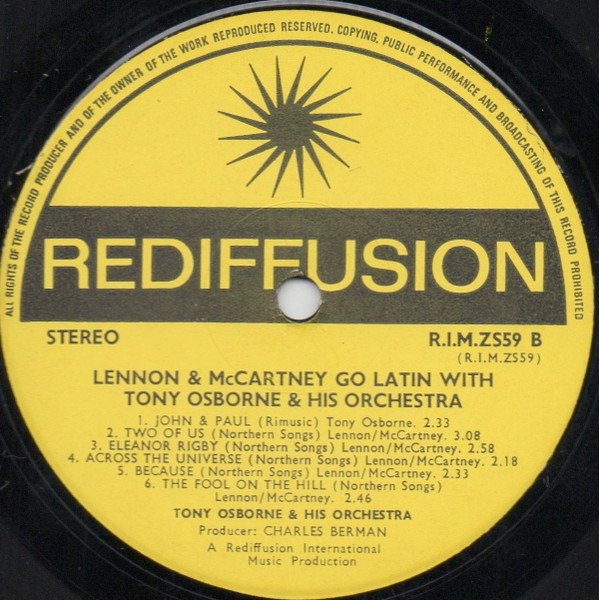 ALL RIGHTS OF THE RECORD PRODUCER AND OF THE OWNER OF THE WORK REPRODUCED RESERVED. COPYING, PUBLIC PERFORMANCE AND BROADCASTING OF THIS RECORD PROHIBITED
REDIFFUSION
STEREO
R.I.M.ZS59 B
(R.I.M.ZS59)
LENNON & McCARTNEY GO LATIN WITH
TONY OSBORNE & HIS ORCHESTRA
1. JOHN & PAUL (Rimusic) Tony Osborne. 2.33
2. TWO OF US (Northern Songs) Lennon/McCartney. 3.08
3. ELEANOR RIGBY (Northern Songs) Lennon/McCartney. 2.58
4. ACROSS THE UNIVERSE (Northern Songs) Lennon/McCartney. 2.18
5. BECAUSE (Northern Songs) Lennon/McCartney. 2.33
6. THE FOOL ON THE HILL (Northern Songs)
Lennon/McCartney. 2.46
TONY OSBORNE & HIS ORCHESTRA
Producer: CHARLES BERMAN
A Rediffusion International
Music Production